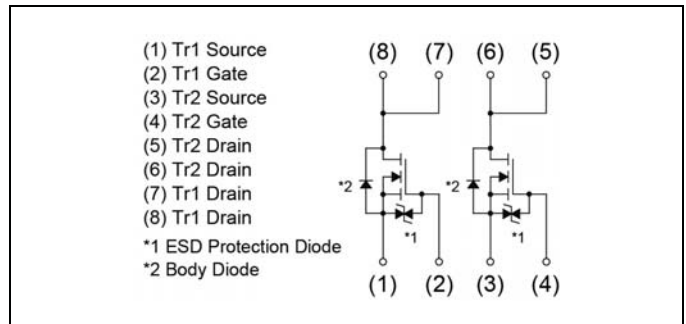 (1) Tr1 Source
(2) Tr1 Gate
(3) Tr2 Source
(4) Tr2 Gate
(5) Tr2 Drain
(6) Tr2 Drain
(7) Tr1 Drain
(8) Tr1 Drain
*1 ESD Protection Diode
*2 Body Diode
(8) (7) (6) (5)
*2 *2
*1 *1
(1) (2) (3) (4)